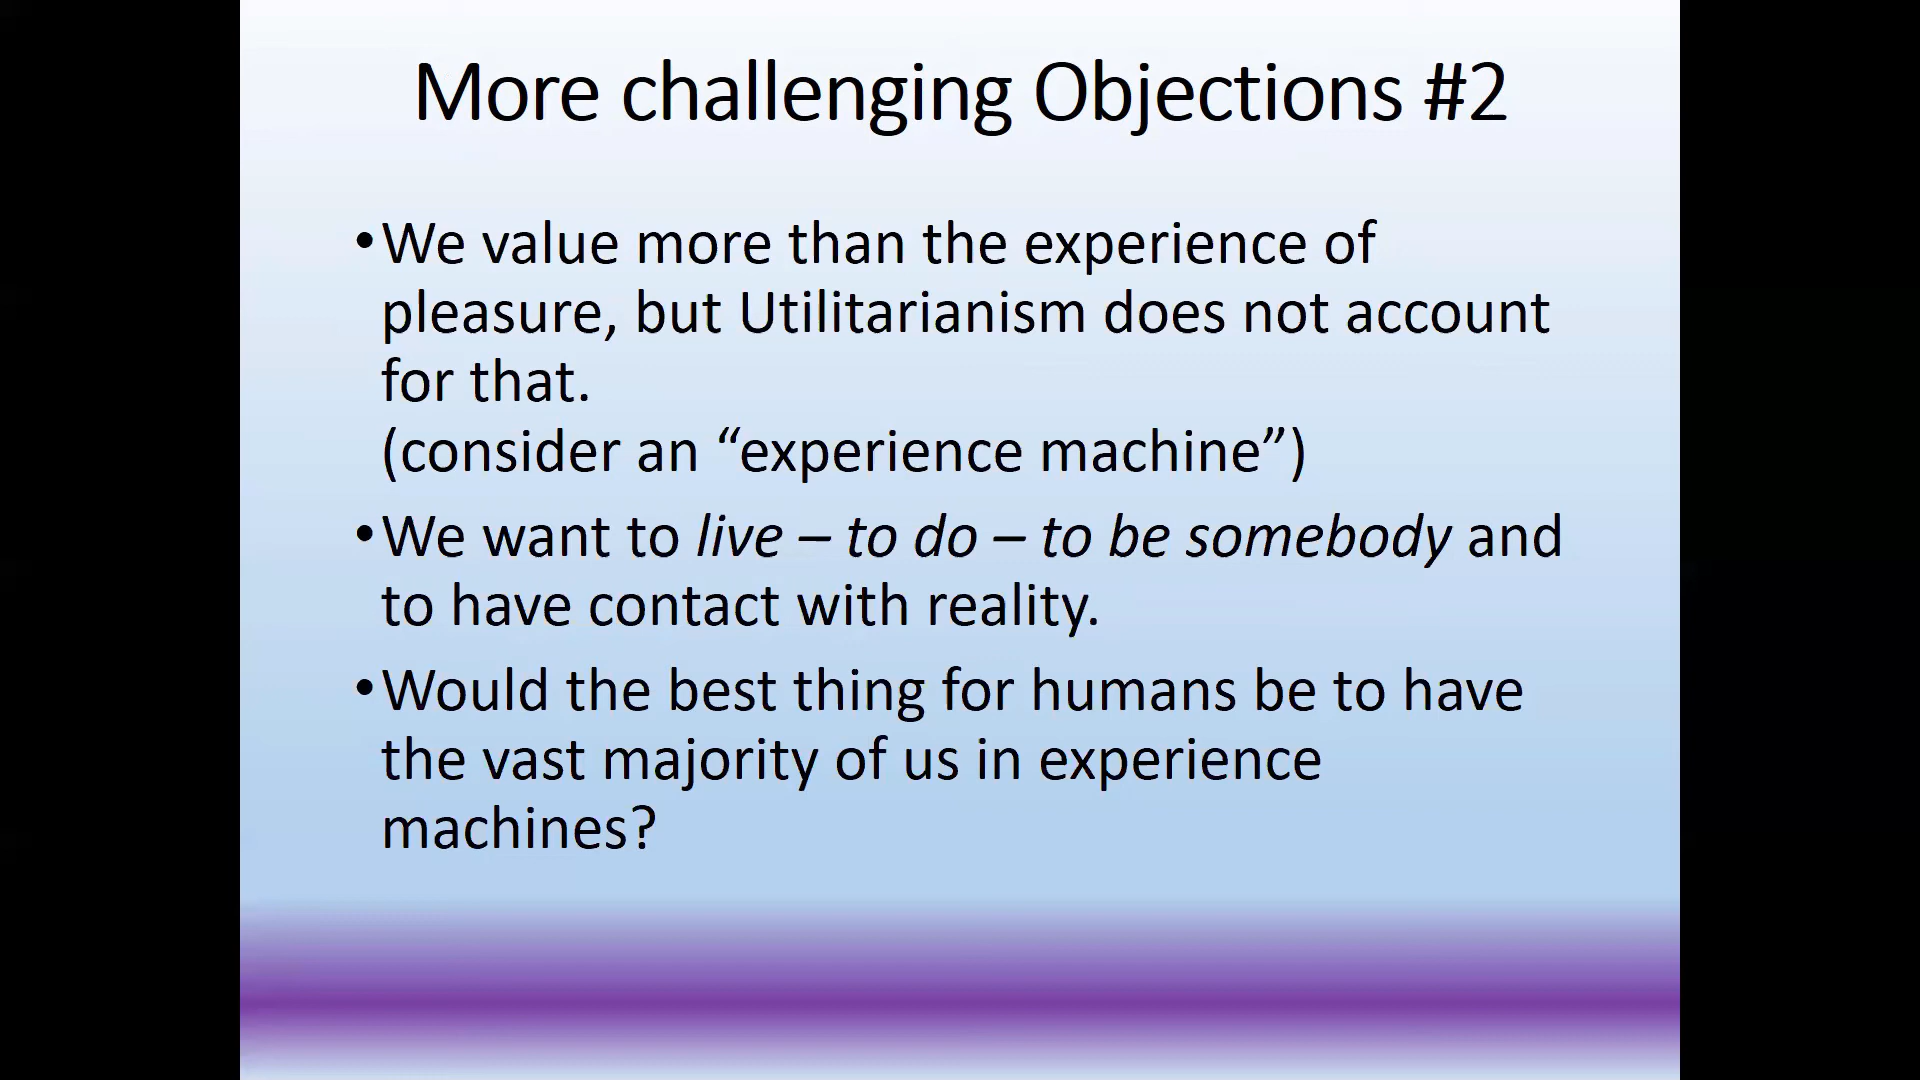 More challenging Objections #2
•We value more than the experience of
pleasure, but Utilitarianism does not account
for that.
(consider an “experience machine”)
•We want to live – to do – to be somebody and
to have contact with reality.
•Would the best thing for humans be to have
the vast majority of us in experience
machines?